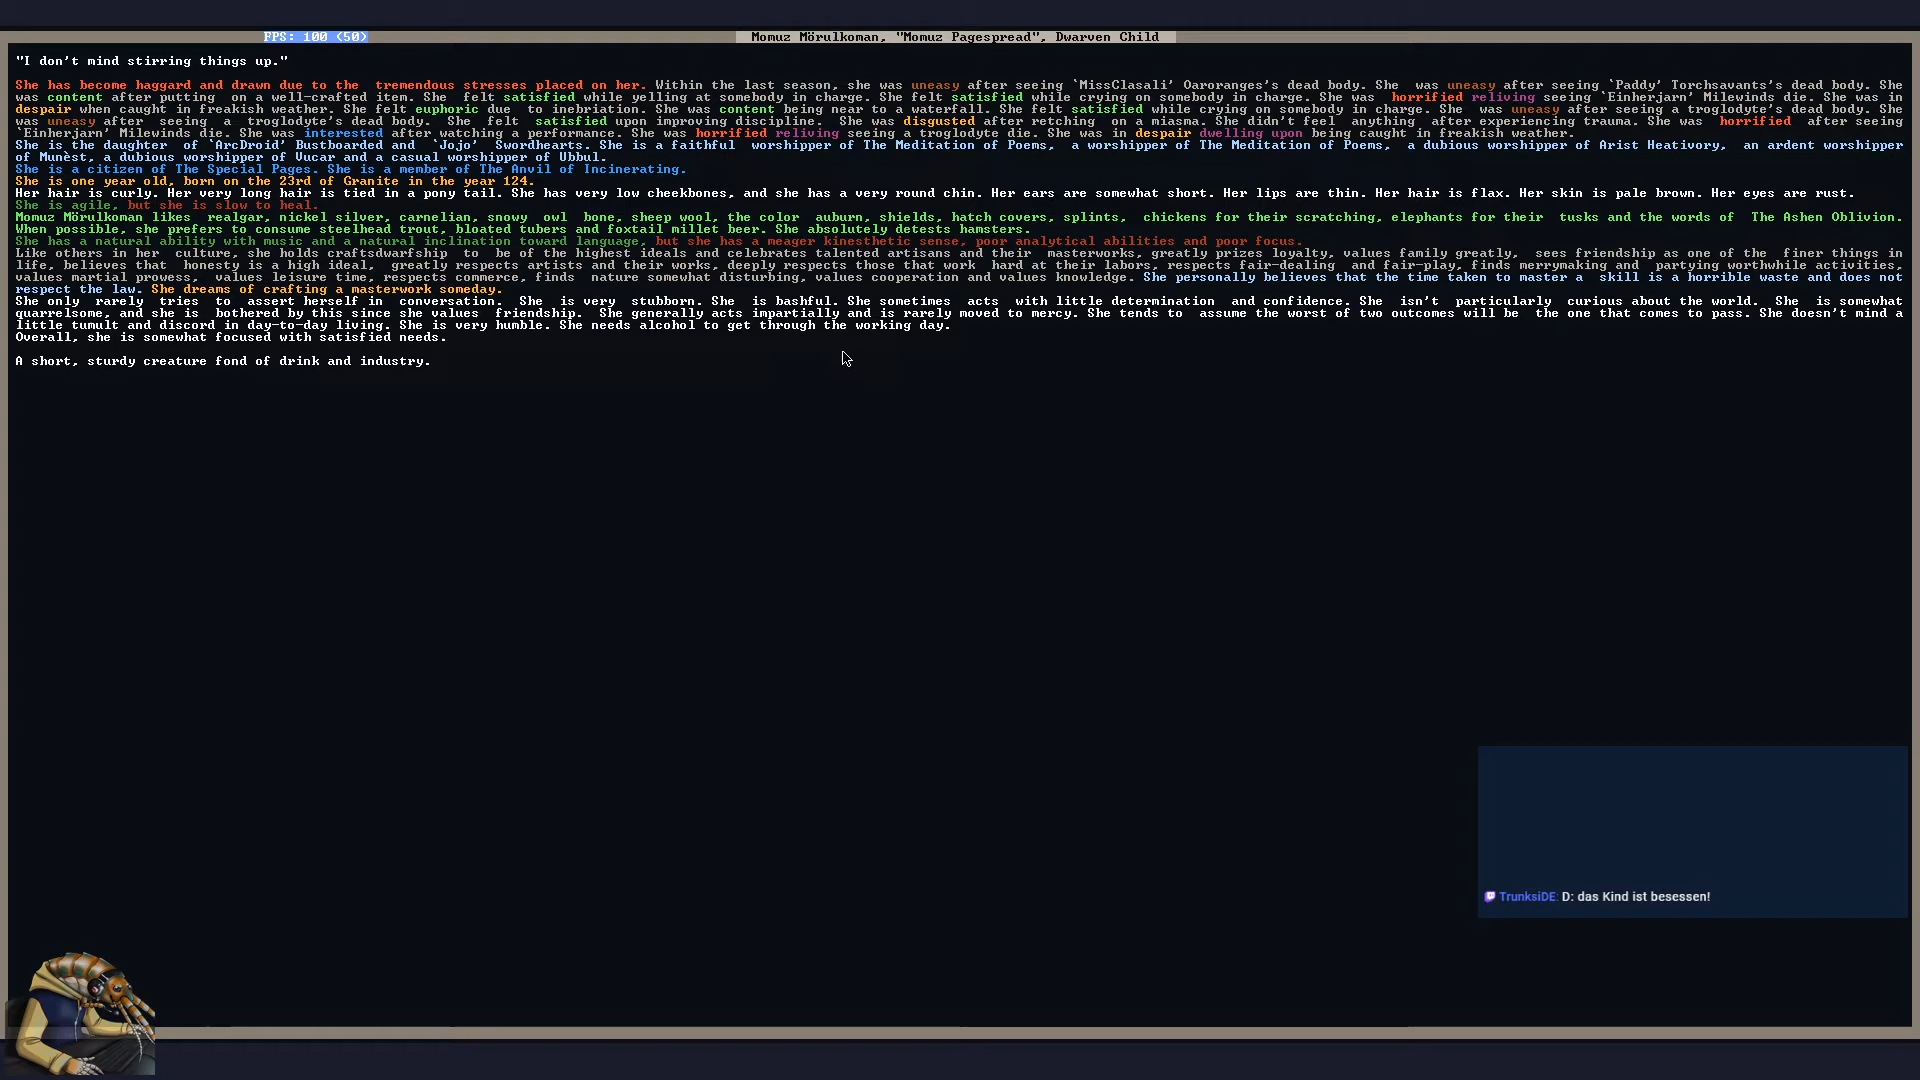 FPS: 100 (50)
Momuz Mörulkoman, "Momuz Pagespread", Dwarven Child
"I don't mind stirring things up."
She has become haggard and drawn due to the tremendous stresses placed on her. Within the last season, she was uneasy after seeing `MissClasali' Oaroranges's dead body. She was uneasy after seeing `Paddy' Torchsavants's dead body. She
was content after putting on a well-crafted item. She felt satisfied while yelling at somebody in charge. She felt satisfied while crying on somebody in charge. She was horrified reliving seeing `Einherjarn' Milewinds die. She was in
despair when caught in freakish weather. She felt euphoric due to inebriation. She was content being near to a waterfall. She felt satisfied while crying on somebody in charge. She was uneasy after seeing a troglodyte's dead body. She
was uneasy after seeing a troglodyte's dead body. She felt satisfied upon improving discipline. She was disgusted after retching on a miasma. She didn't feel anything after experiencing trauma. She was horrified after seeing
`Einherjarn' Milewinds die. She was interested after watching a performance. She was horrified reliving seeing a troglodyte die. She was in despair dwelling upon being caught in freakish weather.
She is the daughter of `ArcDroid' Bustboarded and `Jojo' Swordhearts. She is a faithful worshipper of The Meditation of Poems, a worshipper of The Meditation of Poems, a dubious worshipper of Arist Heativory, an ardent worshipper
of Munèst, a dubious worshipper of Vucar and a casual worshipper of Ubbul.
She is a citizen of The Special Pages. She is a member of The Anvil of Incinerating.
She is one year old, born on the 23rd of Granite in the year 124.
Her hair is curly. Her very long hair is tied in a pony tail. She has very low cheekbones, and she has a very round chin. Her ears are somewhat short. Her lips are thin. Her hair is flax. Her skin is pale brown. Her eyes are rust.
She is agile, but she is slow to heal.
Momuz Mörulkoman likes realgar, nickel silver, carnelian, snowy owl bone, sheep wool, the color auburn, shields, hatch covers, splints, chickens for their scratching, elephants for their tusks and the words of The Ashen Oblivion.
When possible, she prefers to consume steelhead trout, bloated tubers and foxtail millet beer. She absolutely detests hamsters.
She has a natural ability with music and a natural inclination toward language, but she has a meager kinesthetic sense, poor analytical abilities and poor focus.
Like others in her culture, she holds craftsdwarfship to be of the highest ideals and celebrates talented artisans and their masterworks, greatly prizes loyalty, values family greatly, sees friendship as one of the finer things in
life, believes that honesty is a high ideal, greatly respects artists and their works, deeply respects those that work hard at their labors, respects fair-dealing and fair-play, finds merrymaking and partying worthwhile activities,
values martial prowess, values leisure time, respects commerce, finds nature somewhat disturbing, values cooperation and values knowledge. She personally believes that the time taken to master a skill is a horrible waste and does not
respect the law. She dreams of crafting a masterwork someday.
She only rarely tries to assert herself in conversation. She is very stubborn. She is bashful. She sometimes acts with little determination and confidence. She isn't particularly curious about the world. She is somewhat
quarrelsome, and she is bothered by this since she values friendship. She generally acts impartially and is rarely moved to mercy. She tends to assume the worst of two outcomes will be the one that comes to pass. She doesn't mind a
little tumult and discord in day-to-day living. She is very humble. She needs alcohol to get through the working day.
Overall, she is somewhat focused with satisfied needs.
A short, sturdy creature fond of drink and industry.
TrunksiDE: D: das Kind ist besessen!